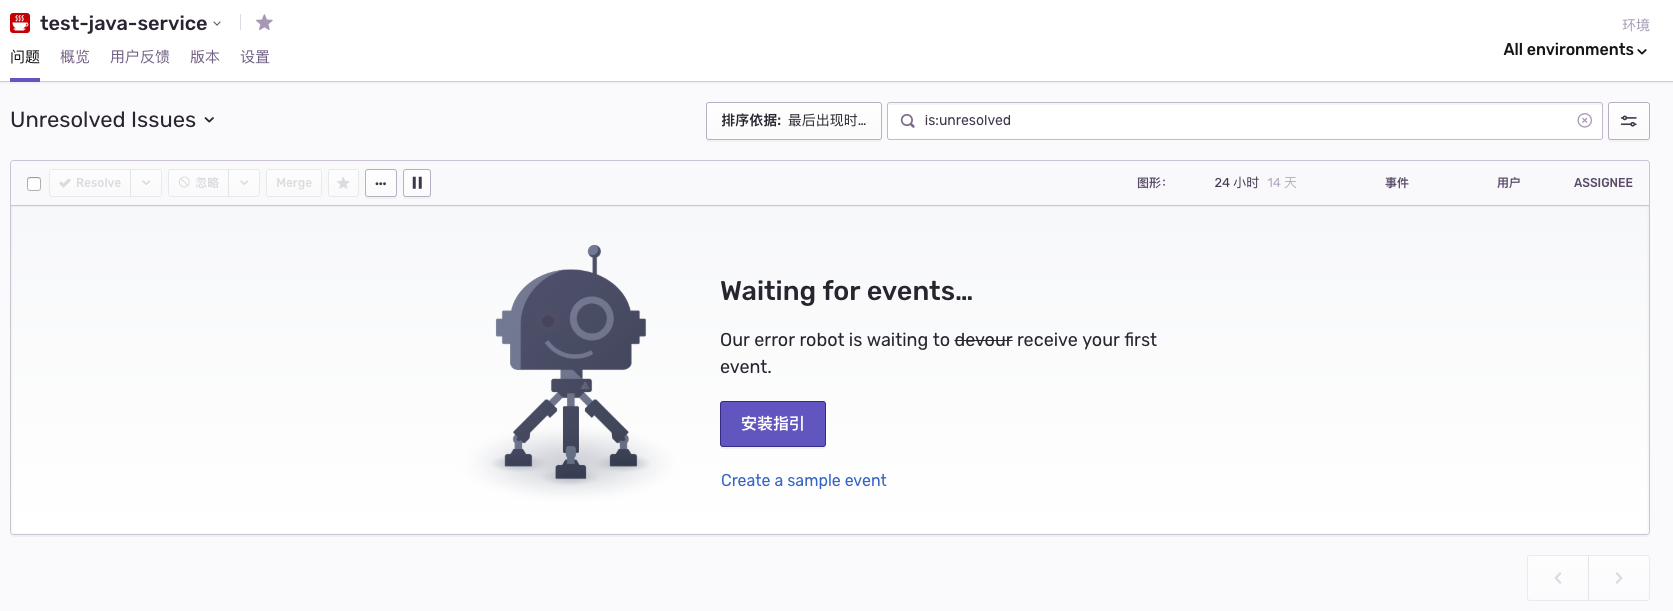 test-java-service
环境
问题 概览 用户反馈 版本 设置
All environments
Unresolved Issues
排序依据: 最后出现时...
is:unresolved
Resolve 忽略 Merge
图形: 24 小时 14 天 事件 用户 ASSIGNEE
Waiting for events...
Our error robot is waiting to devour receive your first
event.
安装指引
Create a sample event